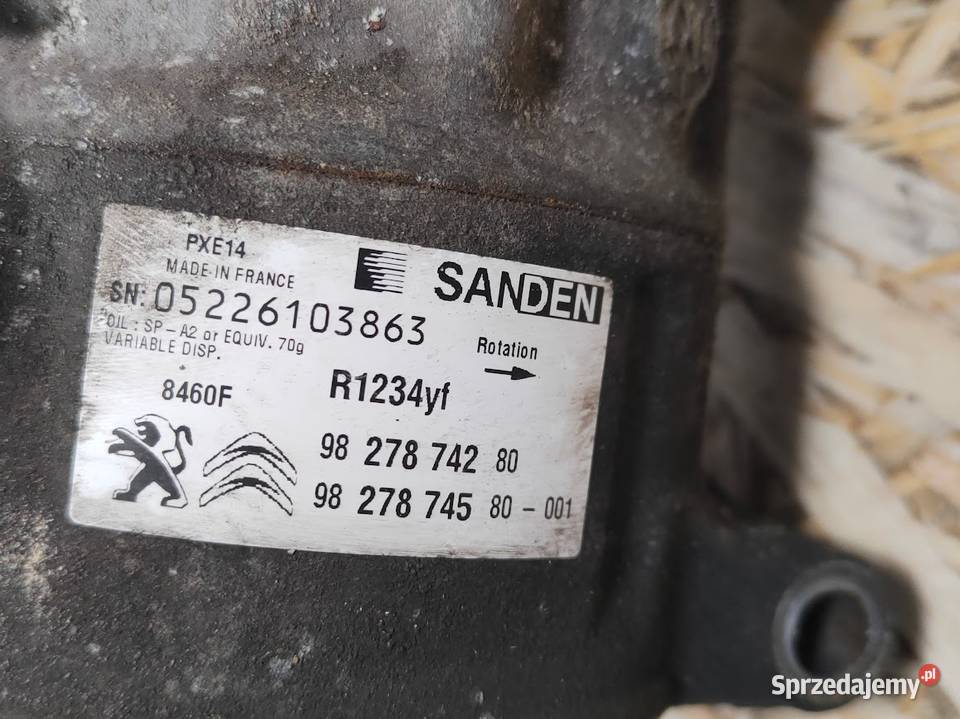 PXE14
MADE IN FRANCE
SANDEN
SN: 05226103863
OIL : SP-A2 or EQUIV. 70g
VARIABLE DISP.
Rotation
8460F
R1234yf
98 278 742 80
98 278 745 80 - 001
Sprzedajemy.pl